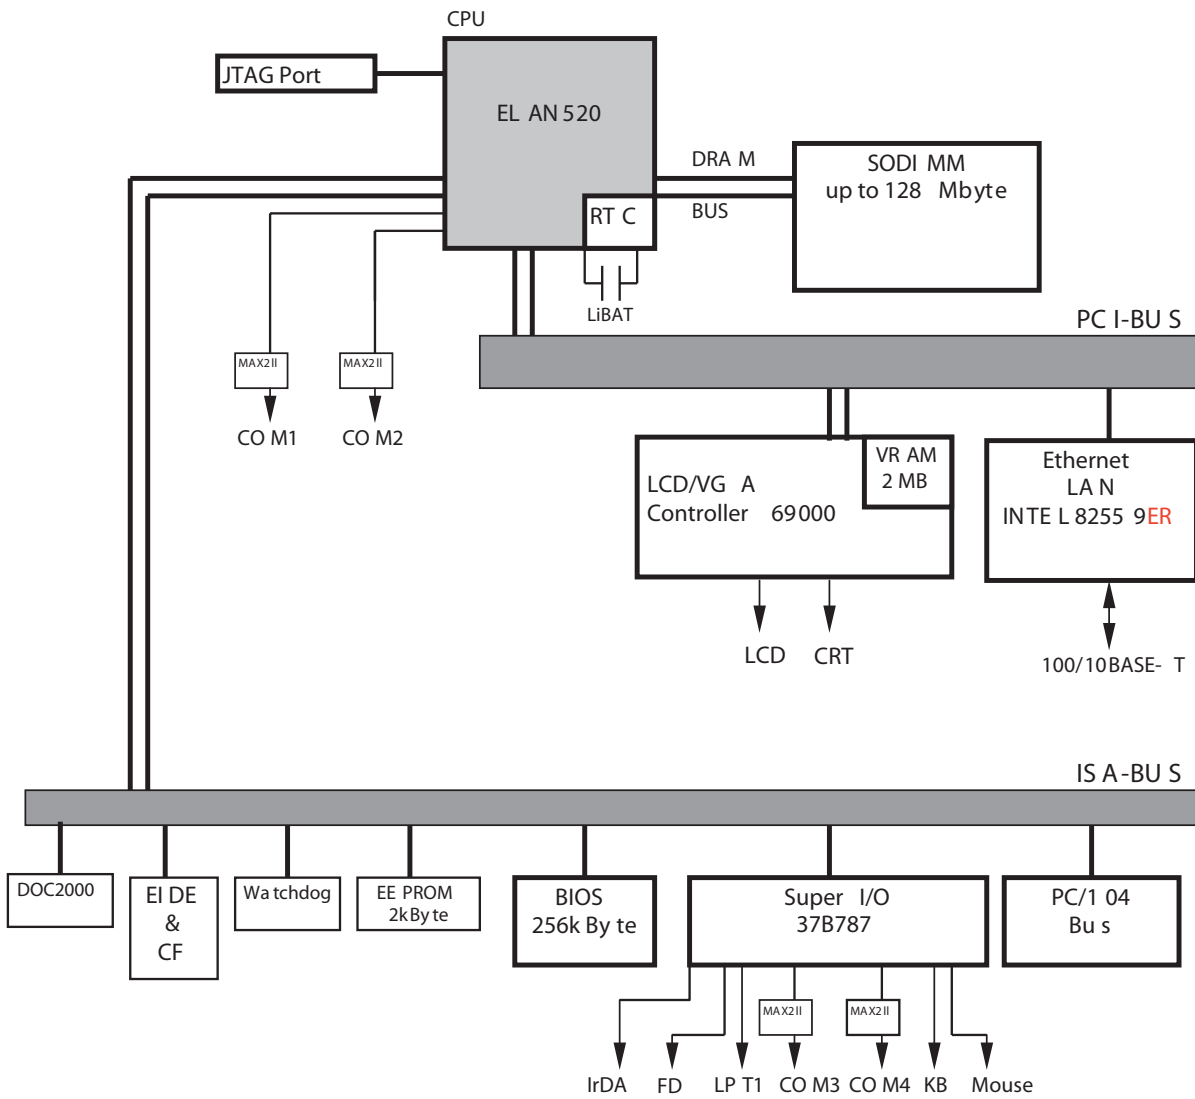 CPU
JTAG Port
EL AN 520
DRA M
SODI MM
up to 128 Mbyte
RT C
BUS
LiBAT
PC I-BU S
MAX2II
MAX2II
CO M1
CO M2
VR AM
2 MB
LCD/VG A
Controller 69000
Ethernet
LA N
INTE L 8255 9ER
LCD
CRT
100/10BASE- T
IS A-BU S
DOC2000
EI DE
&
CF
Wa tchdog
EE PROM
2kBy te
BIOS
256k By te
Super I/O
37B787
PC/1 04
Bu s
MAX2II
MAX2II
IrDA
FD
LP T1
CO M3
CO M4
KB
Mouse